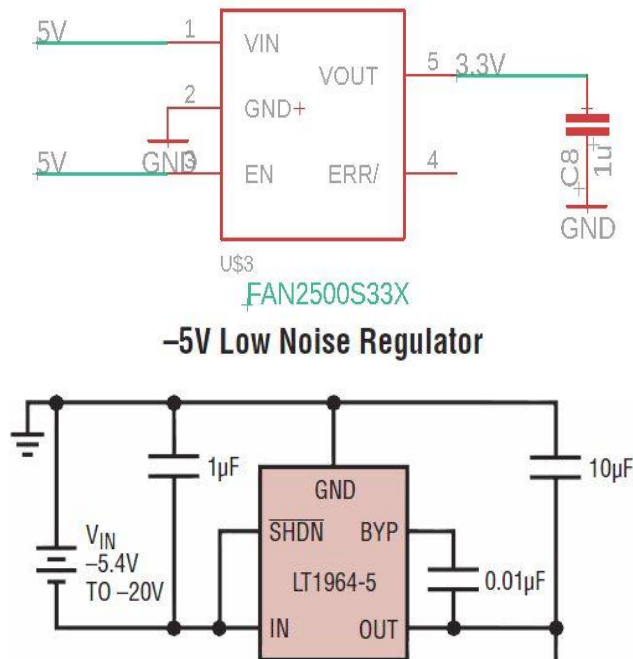 5V
1
VIN
VOUT
5
3.3V
2
GND+
GND
5V
3
EN
ERR/
4
C8
1u
GND
U$3
FAN2500S33X
–5V Low Noise Regulator
1µF
GND
10µF
SHDN
BYP
VIN
–5.4V
TO –20V
LT1964-5
0.01µF
IN
OUT